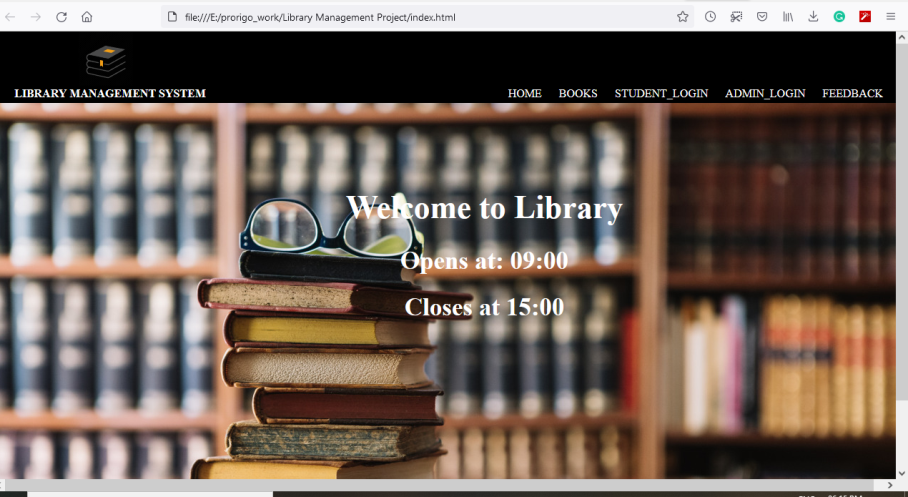 file:///E:/prorigo_work/Library Management Project/index.html
LIBRARY MANAGEMENT SYSTEM
HOME BOOKS STUDENT_LOGIN ADMIN_LOGIN FEEDBACK
Welcome to Library
Opens at: 09:00
Closes at 15:00